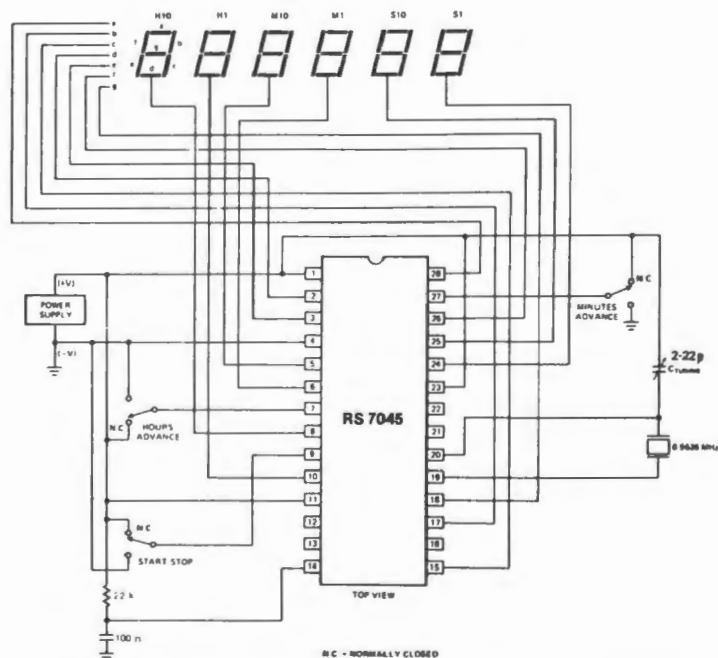 H10 H1 M10 M1 S10 S1
a
b
c
d
e
f
g
a
f
b
g
e
d
c
(+V)
POWER
SUPPLY
(-V)
1
2
3
4
5
6
7
8
9
10
11
12
13
14
28
27
26
25
24
23
22
21
20
19
18
17
16
15
RS 7045
TOP VIEW
N C
HOURS
ADVANCE
N C
START STOP
22 k
100 n
N C
MINUTES
ADVANCE
2-22p
C TUNING
N C - NORMALLY CLOSED